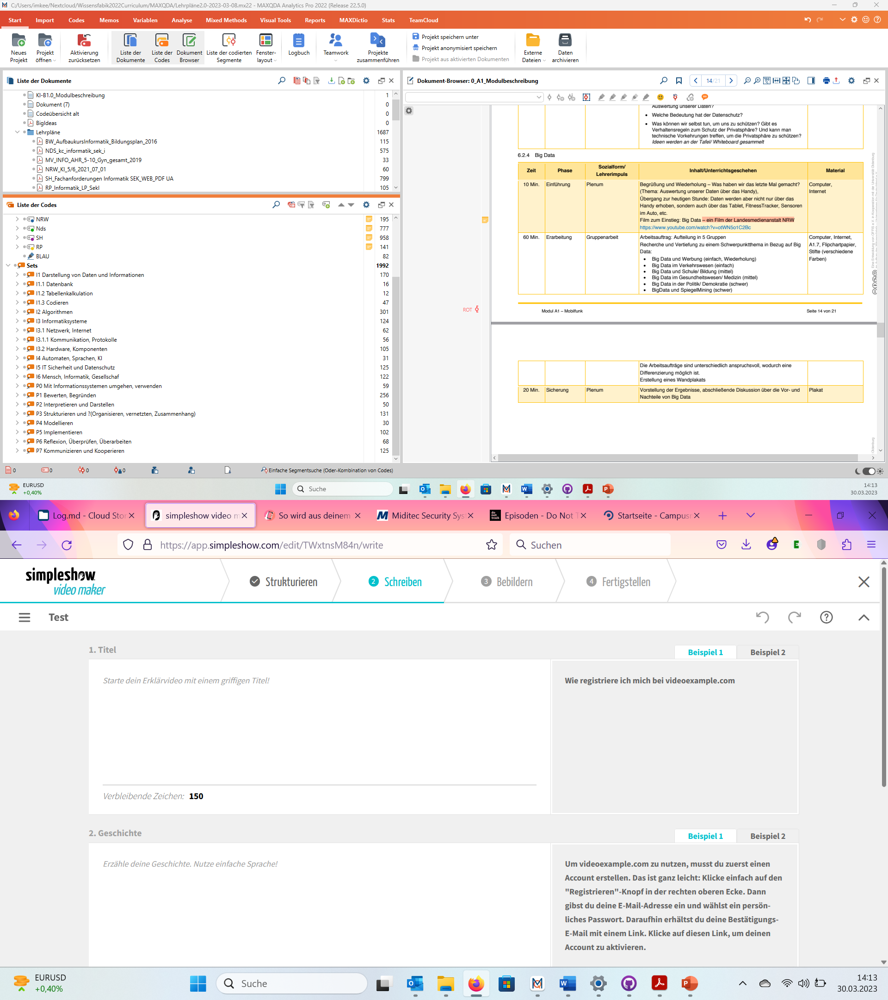 C:/Users/imkee/Nextcloud/Wissensfabik2022Curriculum/MAXQDA/Lehrpläne2.0-2023-03-08.mx22 - MAXQDA Analytics Pro 2022 (Release 22.5.0)
Start Import Codes Memos Variablen Analyse Mixed Methods Visual Tools Reports MAXDictio Stats TeamCloud
Neues Projekt
Projekt öffnen
Aktivierung zurücksetzen
Liste der Dokumente
Liste der Codes
Dokument Browser
Liste der codierten Segmente
Fenster-layout
Logbuch
Teamwork
Projekte zusammenführen
Projekt speichern unter
Projekt anonymisiert speichern
Projekt aus aktivierten Dokumenten
Externe Dateien
Daten archivieren
Liste der Dokumente
KI-B1.0_Modulbeschreibung 1
Dokument (7) 0
Codeübersicht alt 0
BigIdeas 0
Lehrpläne 1687
BW_AufbaukursInformatik_Bildungsplan_2016 115
NDS_kc_informatik_sek_i 575
MV_INFO_AHR_5-10_Gyn_gesamt_2019 33
NRW_KI_5/6_2021_07_01 60
SH_Fachanforderungen Informatik SEK_WEB_PDF UA 799
RP_Informatik_LP_SekI 105
Liste der Codes
NRW 195
Nds 777
SH 958
RP 141
BLAU 82
Sets 1992
I1 Darstellung von Daten und Informationen 170
I1.1 Datenbank 16
I1.2 Tabellenkalkulation 12
I1.3 Codieren 47
I2 Algorithmen 301
I3 Informatiksysteme 124
I3.1 Netzwerk, Internet 62
I3.1.1 Kommunikation, Protokolle 56
I3.2 Hardware, Komponenten 105
I4 Automaten, Sprachen, KI 31
I5 IT Sicherheit und Datenschutz 125
I6 Mensch, Informatik, Gesellschaf 122
P0 Mit Informationssystemen umgehen, verwenden 59
P1 Bewerten, Begründen 256
P2 Interpretieren und Darstellen 50
P3 Strukturieren und ?(Organisieren, vernetzten, Zusammenhang) 131
P4 Modellieren 30
P5 Implementieren 102
P6 Reflexion, Überprüfen, Überarbeiten 68
P7 Kommunizieren und Kooperieren 125
Dokument-Browser: 0_A1_Modulbeschreibung
14/21
ROT
Auswertung unserer Daten?
• Welche Bedeutung hat der Datenschutz?
• Was können wir selbst tun, um uns zu schützen? Gibt es
Verhaltensregeln zum Schutz der Privatsphäre? Und kann man
technische Vorkehrungen treffen, um die Privatsphäre zu schützen?
Ideen werden an der Tafel/ Whiteboard gesammelt
6.2.4 Big Data
Zeit Phase Sozialform/ Lehrerimpuls Inhalt/Unterrichtsgeschehen Material
10 Min. Einführung Plenum Begrüßung und Wiederholung – Was haben wir das letzte Mal gemacht? Computer,
(Thema: Auswertung unserer Daten über das Handy), Internet
Übergang zur heutigen Stunde: Daten werden aber nicht nur über das
Handy erhoben, sondern auch über das Tablet, FitnessTracker, Sensoren
im Auto, etc.
Film zum Einstieg: Big Data – ein Film der Landesmedienanstalt NRW
https://www.youtube.com/watch?v=otWN5o1C2Bc
60 Min. Erarbeitung Gruppenarbeit Arbeitsauftrag: Aufteilung in 5 Gruppen Computer, Internet,
Recherche und Vertiefung zu einem Schwerpunktthema in Bezug auf Big A1.7, Flipchartpapier,
Data: Stifte (verschiedene
• Big Data und Werbung (einfach, Wiederholung) Farben)
• Big Data im Verkehrswesen (einfach)
• Big Data und Schule/ Bildung (mittel)
• Big Data im Gesundheitswesen/ Medizin (mittel)
• Big Data in der Politik/ Demokratie (schwer)
• BigData und SpiegelMining (schwer)
Modul A1 – Mobilfunk Seite 14 von 21
Die Arbeitsaufträge sind unterschiedlich anspruchsvoll, wodurch eine
Differenzierung möglich ist.
Erstellung eines Wandplakats
20 Min. Sicherung Plenum Vorstellung der Ergebnisse, abschließende Diskussion über die Vor- und Plakat
Nachteile von Big Data
0 0 0 0 Einfache Segmentsuche (Oder-Kombination von Codes)
EURUSD
+0,40%
Suche
14:13
30.03.2023
Log.md - Cloud Sto
simpleshow video m
So wird aus deinem
Miditec Security Sys
Episoden - Do Not T
Startseite - Campus
https://app.simpleshow.com/edit/TWxtnsM84n/write
Suchen
simpleshow
video maker
Strukturieren 2 Schreiben 3 Bebildern 4 Fertigstellen
Test
1. Titel
Beispiel 1 Beispiel 2
Starte dein Erklärvideo mit einem griffigen Titel!
Wie registriere ich mich bei videoexample.com
Verbleibende Zeichen: 150
2. Geschichte
Beispiel 1 Beispiel 2
Erzähle deine Geschichte. Nutze einfache Sprache!
Um videoexample.com zu nutzen, musst du zuerst einen
Account erstellen. Das ist ganz leicht: Klicke einfach auf den
"Registrieren"-Knopf in der rechten oberen Ecke. Dann
gibst du deine E-Mail-Adresse ein und wählst ein persön-
liches Passwort. Daraufhin erhältst du deine Bestätigungs-
E-Mail mit einem Link. Klicke auf diesen Link, um deinen
Account zu aktivieren.
EURUSD
+0,40%
Suche
14:13
30.03.2023